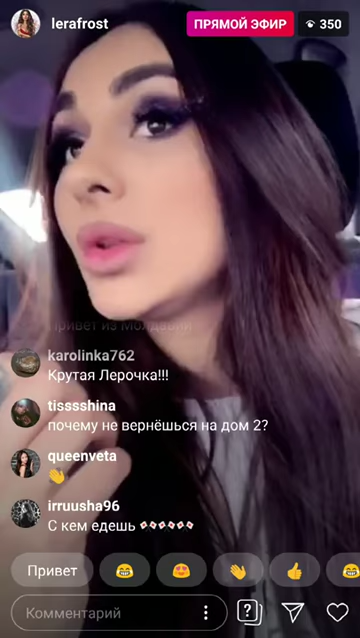 lerafrost
ПРЯМОЙ ЭФИР
350
Привет из Молдавии
karolinka762
Крутая Лерочка!!!
tisssshina
почему не вернёшься на дом 2?
queenveta
👋
irruusha96
С кем едешь
Привет
Комментарий